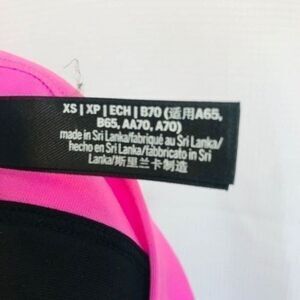 XS | XP | ECH | B70 (适用A65,
B65, AA70, A70)
made in Sri Lanka/fabriqué au Sri Lanka/
hecho en Sri Lanka/fabbricato in Sri
Lanka/斯里兰卡制造